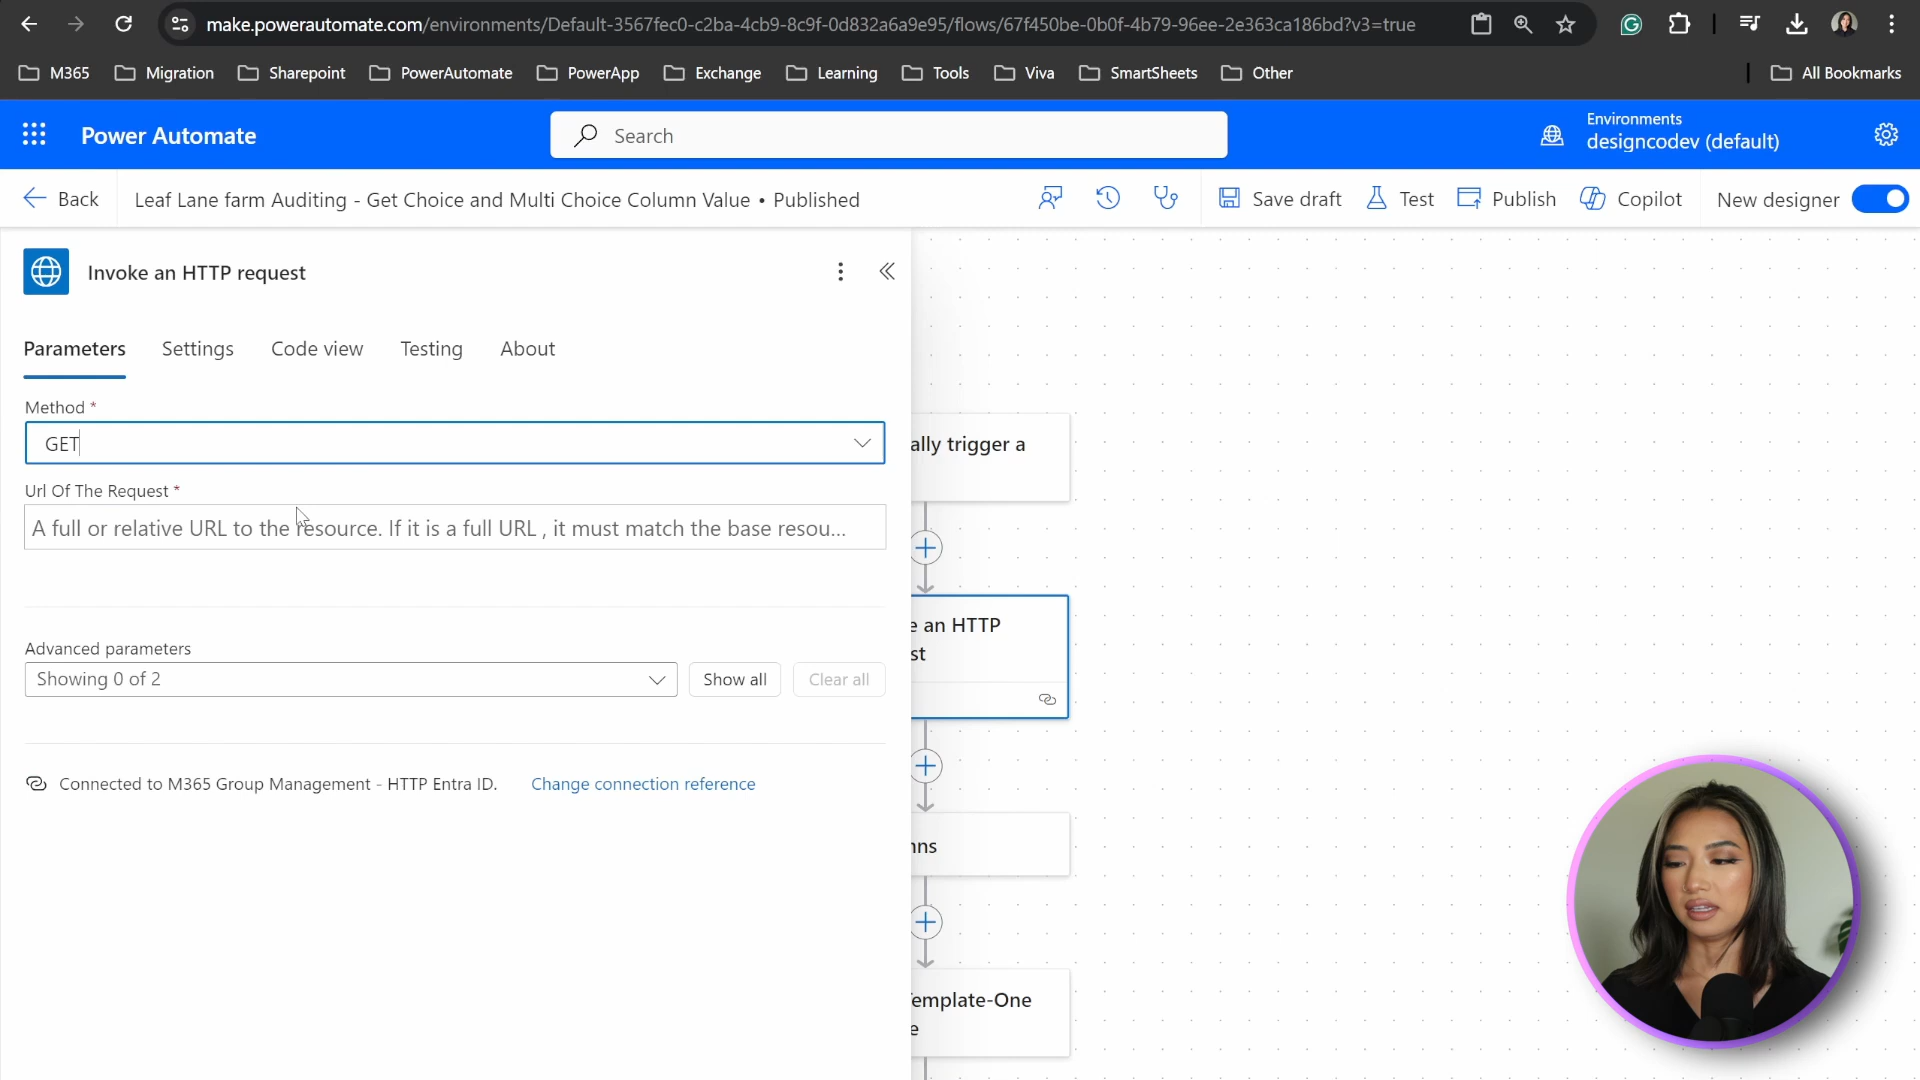 make.powerautomate.com/environments/Default-3567fec0-c2ba-4cb9-8c9f-0d832a6a9e95/flows/67f450be-0b0f-4b79-96ee-2e363ca186bd?v3=true
M365 Migration Sharepoint PowerAutomate PowerApp Exchange Learning Tools Viva SmartSheets Other All Bookmarks
Power Automate
Search
Environments
designcodev (default)
Back
Leaf Lane farm Auditing - Get Choice and Multi Choice Column Value • Published
Save draft Test Publish Copilot New designer
Invoke an HTTP request
Parameters Settings Code view Testing About
Method *
GET
Url Of The Request *
A full or relative URL to the resource. If it is a full URL , it must match the base resou...
Advanced parameters
Showing 0 of 2
Show all
Clear all
Connected to M365 Group Management - HTTP Entra ID. Change connection reference
ally trigger a
e an HTTP
st
nns
Template-One
e